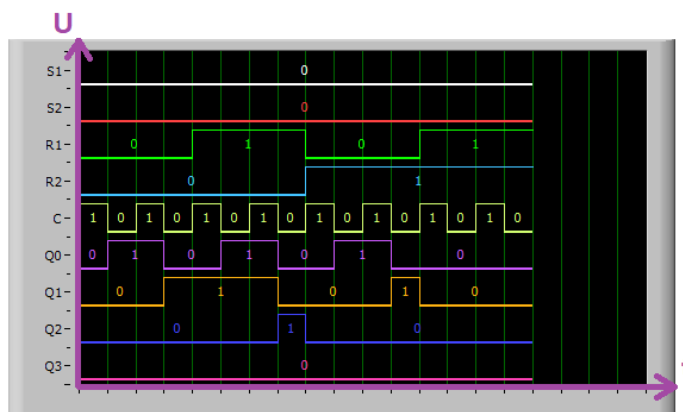 U
S1- 0
S2- 0
R1- 0 1 0 1
R2- 0 1
C- 1 0 1 0 1 0 1 0 1 0 1 0 1 0 1 0
Q0- 0 1 0 1 0 1 0
Q1- 0 1 0 1 0
Q2- 0 1 0
Q3- 0